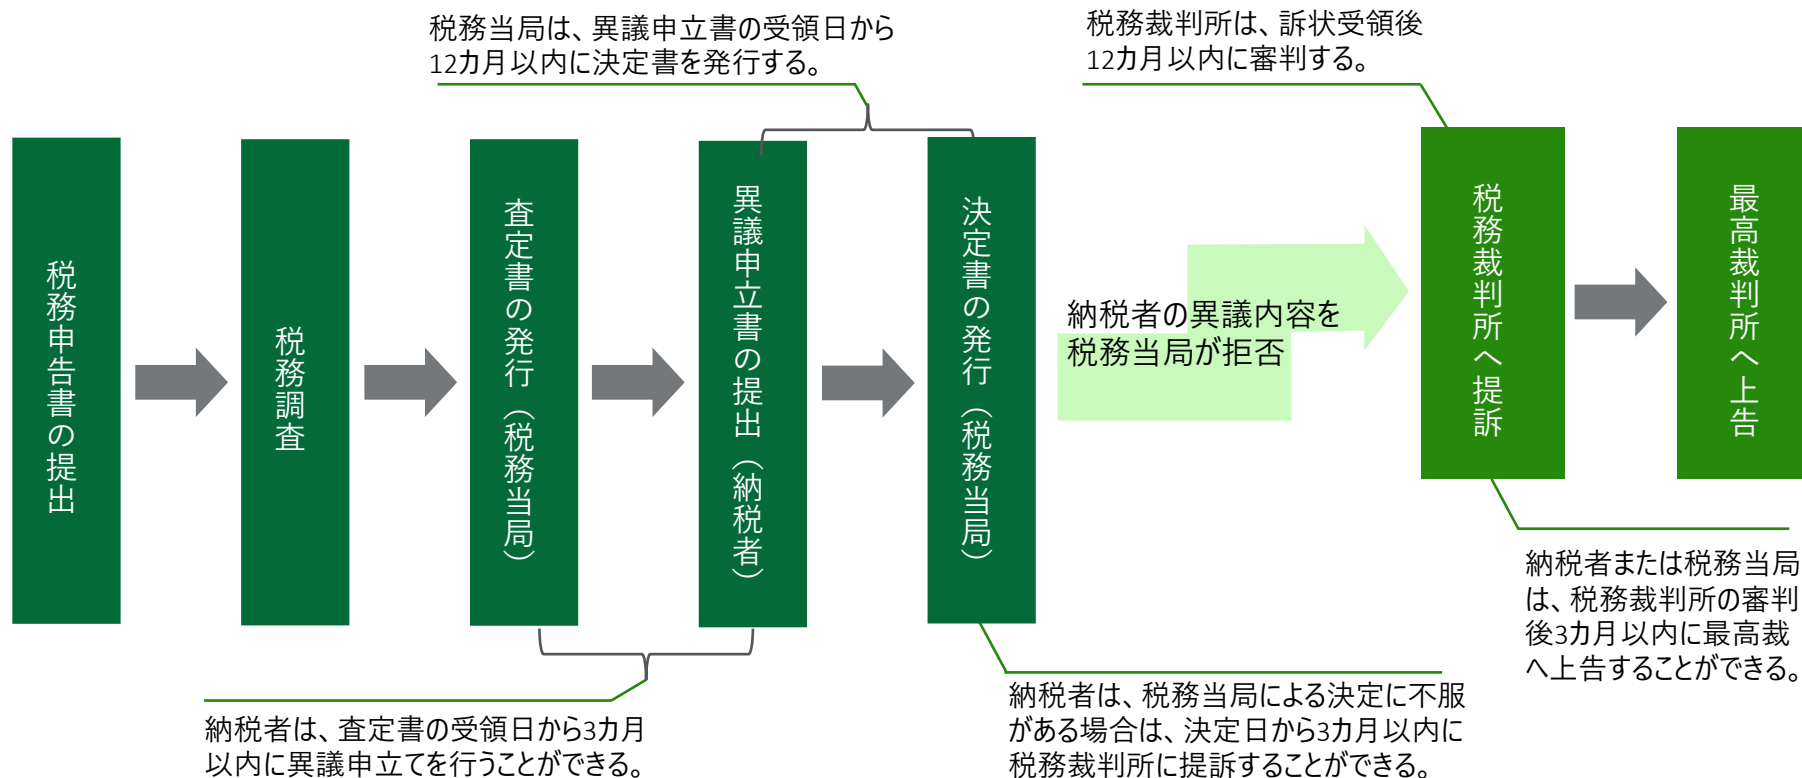 税務当局は、異議申立書の受領日から
12カ月以内に決定書を発行する。
税務裁判所は、訴状受領後
12カ月以内に審判する。
税務申告書の提出
税務調査
査定書の発行（税務当局）
異議申立書の提出（納税者）
決定書の発行（税務当局）
納税者の異議内容を
税務当局が拒否
税務裁判所へ提訴
最高裁判所へ上告
納税者は、査定書の受領日から3カ月
以内に異議申立てを行うことができる。
納税者は、税務当局による決定に不服
がある場合は、決定日から3カ月以内に
税務裁判所に提訴することができる。
納税者または税務当局
は、税務裁判所の審判
後3カ月以内に最高裁
へ上告することができる。